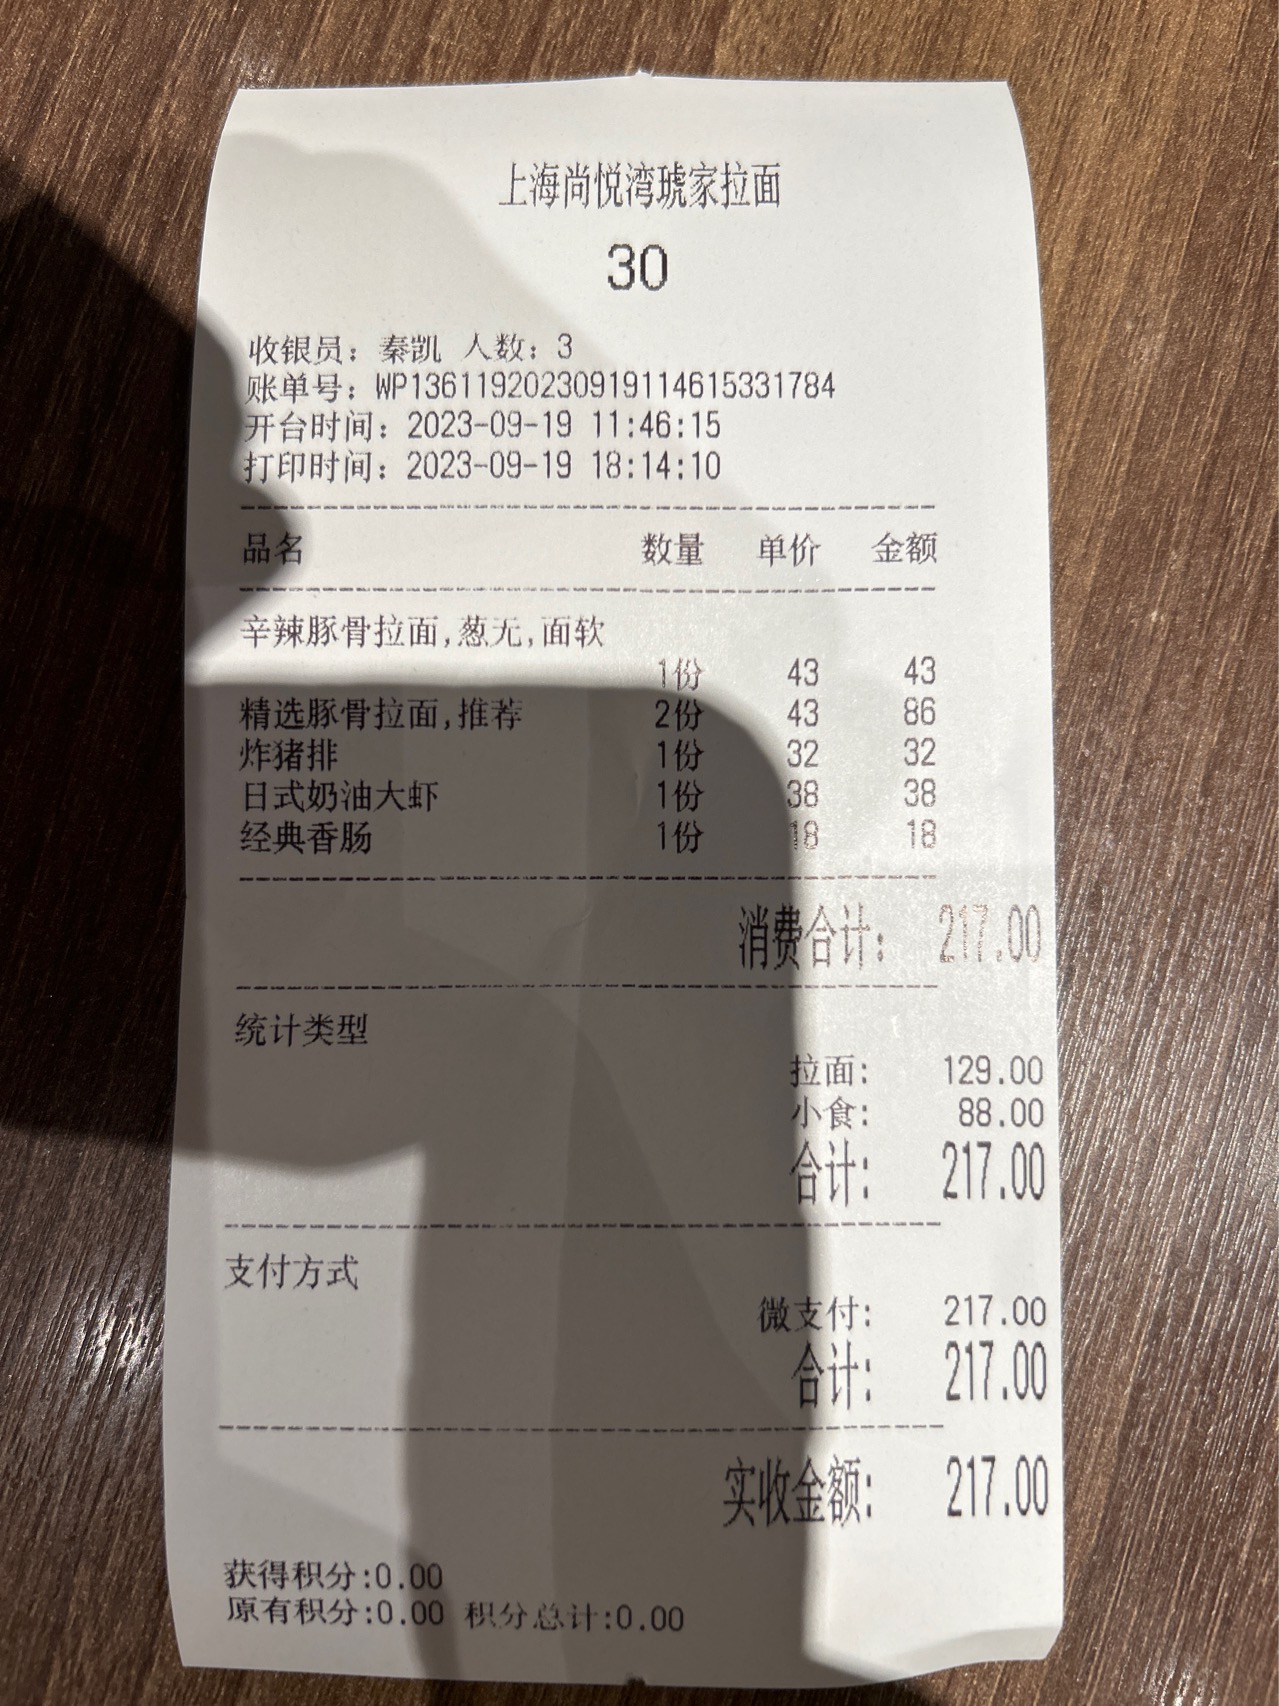 上海尚悦湾琥家拉面
30
收银员：秦凯 人数：3
账单号：WP13611920230919114615331784
开台时间：2023-09-19 11:46:15
打印时间：2023-09-19 18:14:10
品名 数量 单价 金额
辛辣豚骨拉面,葱无,面软
1份 43 43
精选豚骨拉面,推荐 2份 43 86
炸猪排 1份 32 32
日式奶油大虾 1份 38 38
经典香肠 1份 18 18
消费合计： 217.00
统计类型
拉面: 129.00
小食: 88.00
合计: 217.00
支付方式
微支付: 217.00
合计: 217.00
实收金额: 217.00
获得积分:0.00
原有积分:0.00 积分总计:0.00